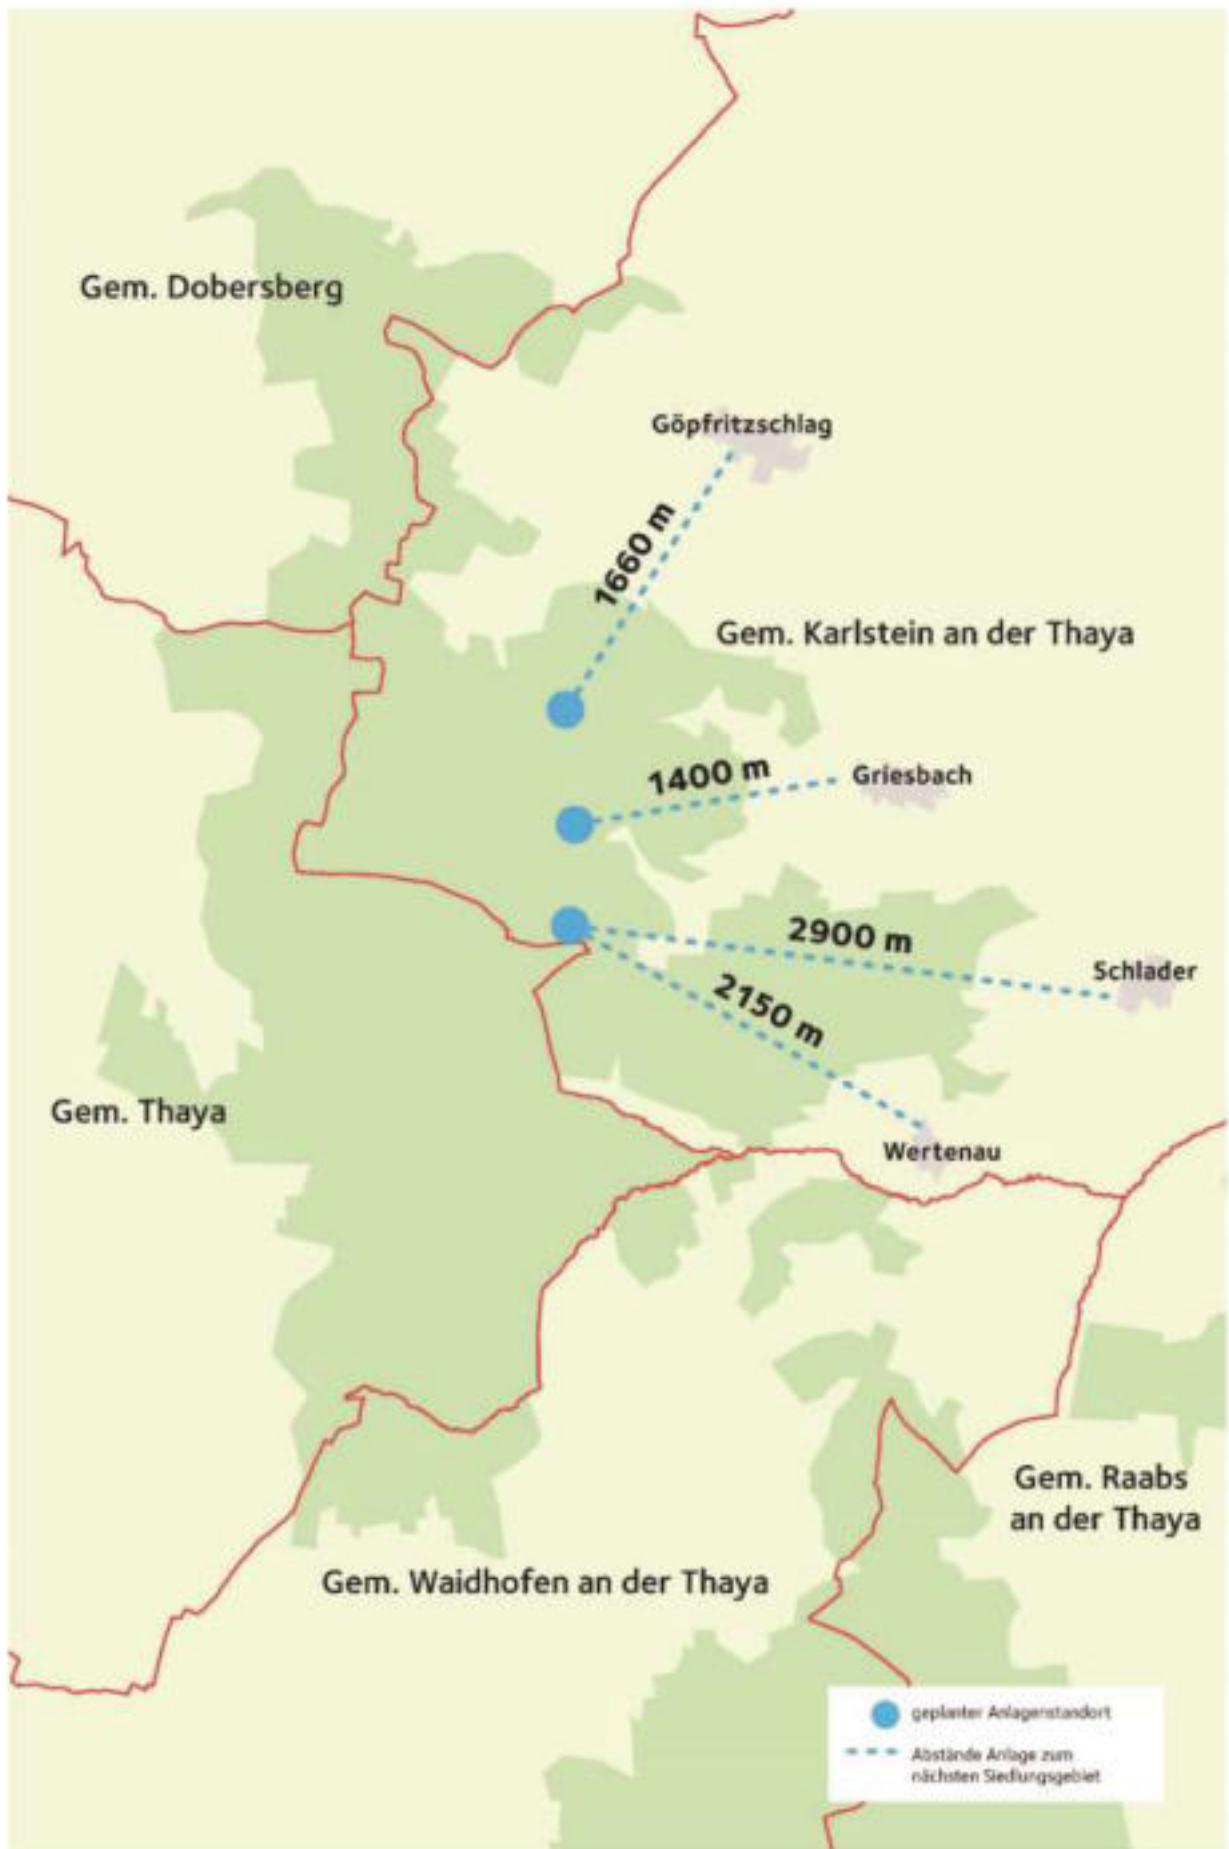 Gem. Dobersberg
Göpfritzschlag
1660 m
Gem. Karlstein an der Thaya
1400 m
Griesbach
2900 m
Schlader
2150 m
Gem. Thaya
Wertenau
Gem. Raabs
an der Thaya
Gem. Waidhofen an der Thaya
geplanter Anlagenstandort
Abstände Anlage zum
nächsten Siedlungsgebiet